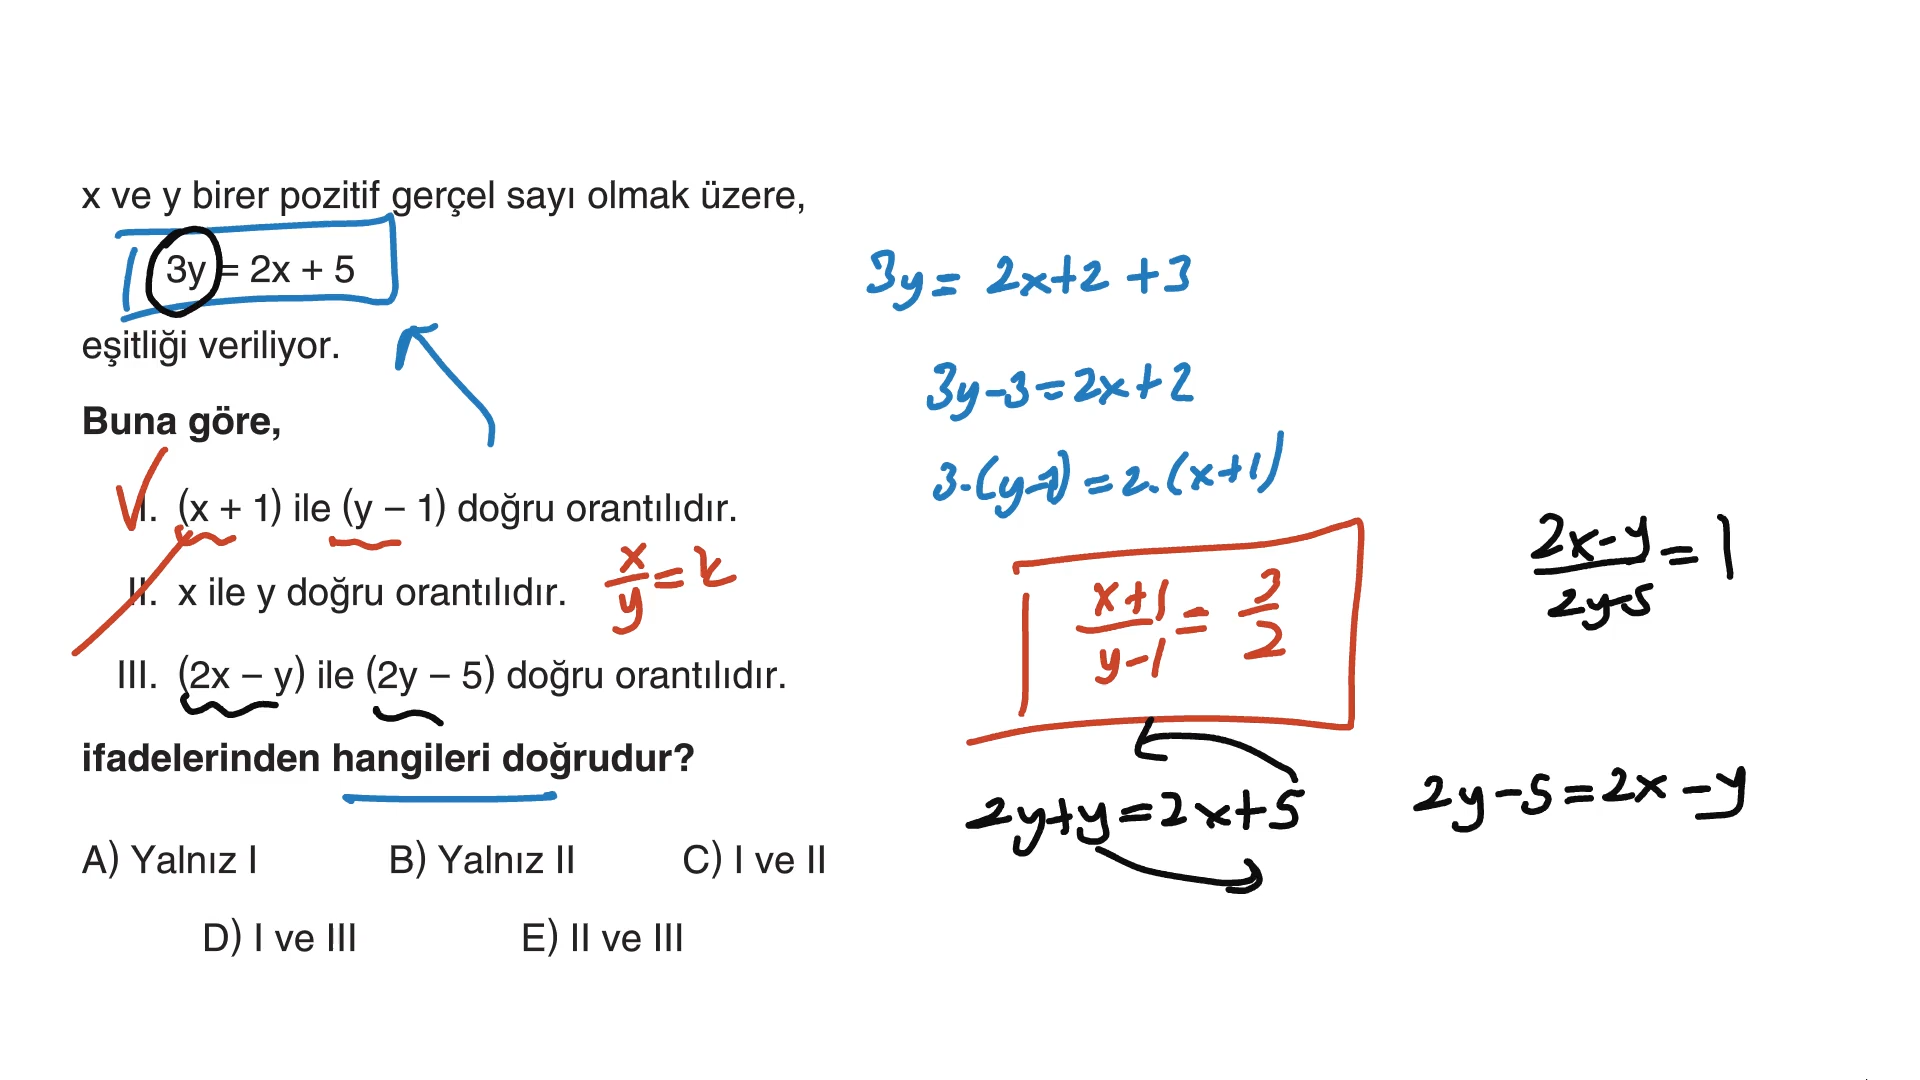 x ve y birer pozitif gerçel sayı olmak üzere,
3y = 2x + 5
eşitliği veriliyor.
Buna göre,
I. (x + 1) ile (y – 1) doğru orantılıdır.
II. x ile y doğru orantılıdır.
x/y = k
III. (2x – y) ile (2y – 5) doğru orantılıdır.
ifadelerinden hangileri doğrudur?
A) Yalnız I B) Yalnız II C) I ve II
D) I ve III E) II ve III
3y = 2x+2 +3
3y-3=2x+2
3.(y-1) = 2.(x+1)
x+1/y-1 = 3/2
2y+y=2x+5
2x-y/2y-5 = 1
2y-5=2x-y